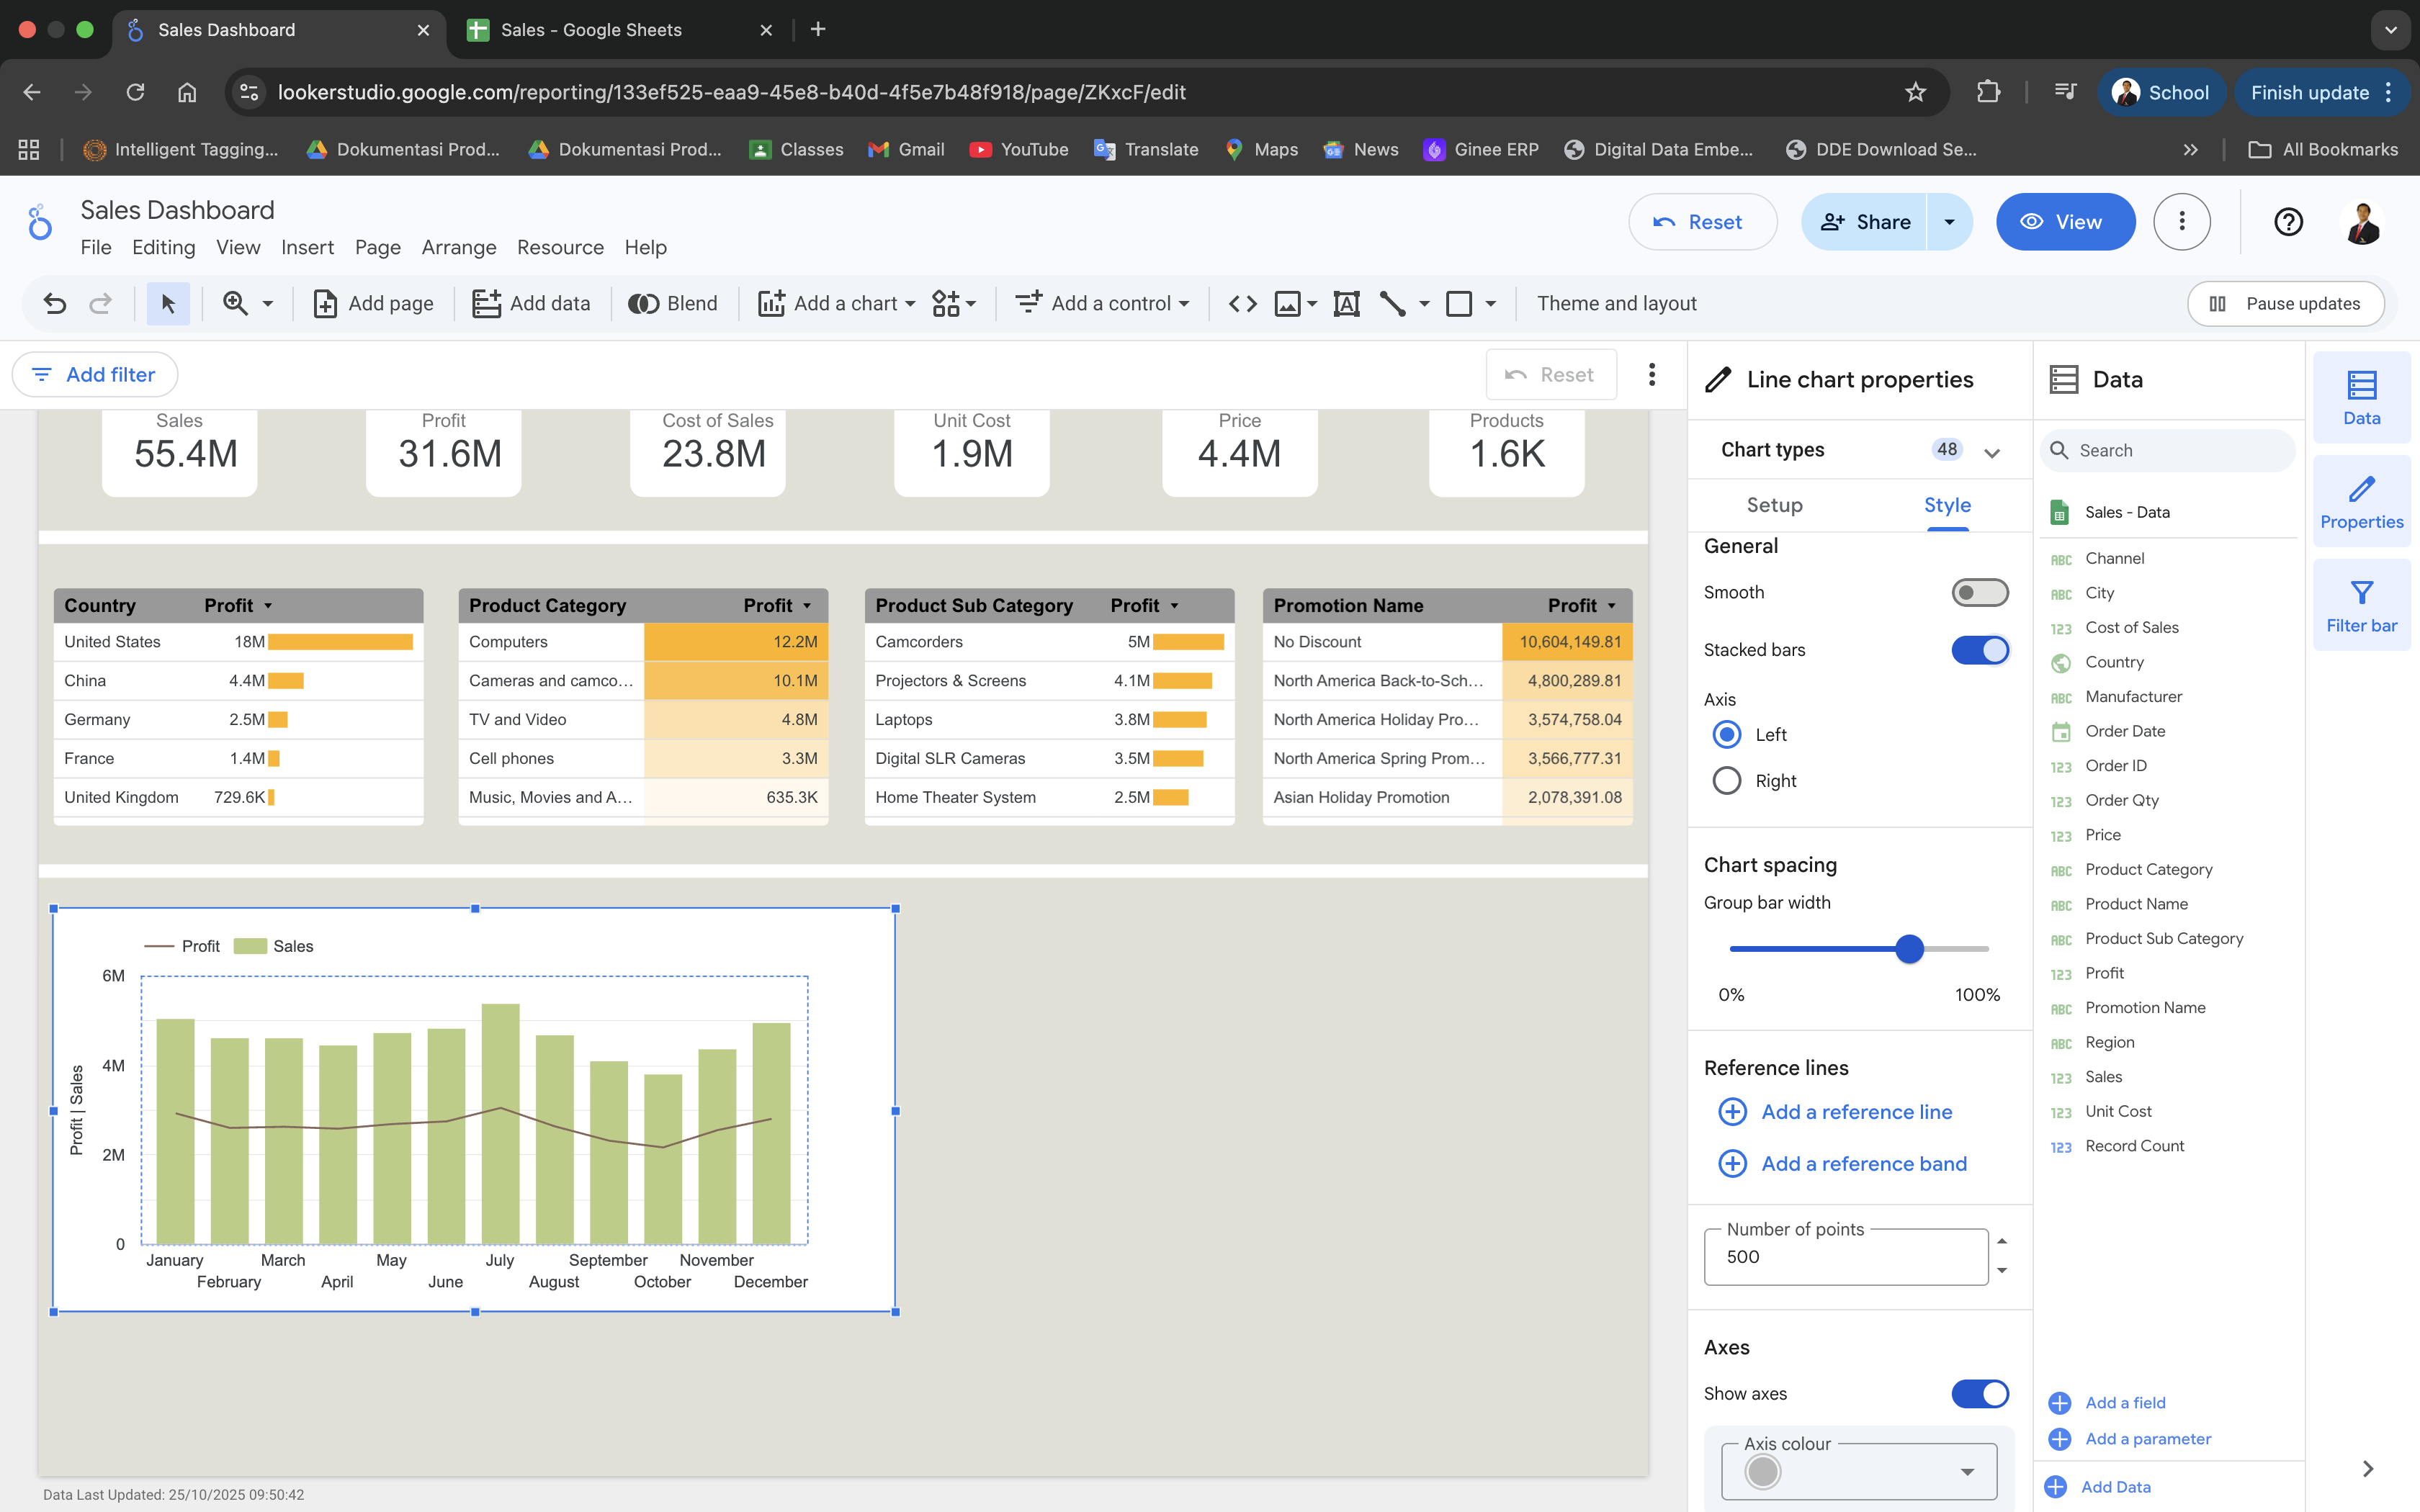 Sales Dashboard
Sales - Google Sheets
lookerstudio.google.com/reporting/133ef525-eaa9-45e8-b40d-4f5e7b48f918/page/ZKxcF/edit
School
Finish update
Intelligent Tagging...
Dokumentasi Prod...
Dokumentasi Prod...
Classes
Gmail
YouTube
Translate
Maps
News
Ginee ERP
Digital Data Embe...
DDE Download Se...
All Bookmarks
Sales Dashboard
File Editing View Insert Page Arrange Resource Help
Reset
Share
View
Add page
Add data
Blend
Add a chart
Add a control
Theme and layout
Pause updates
Add filter
Reset
Sales
55.4M
Profit
31.6M
Cost of Sales
23.8M
Unit Cost
1.9M
Price
4.4M
Products
1.6K
Country Profit
United States 18M
China 4.4M
Germany 2.5M
France 1.4M
United Kingdom 729.6K
Product Category Profit
Computers 12.2M
Cameras and camco... 10.1M
TV and Video 4.8M
Cell phones 3.3M
Music, Movies and A... 635.3K
Product Sub Category Profit
Camcorders 5M
Projectors & Screens 4.1M
Laptops 3.8M
Digital SLR Cameras 3.5M
Home Theater System 2.5M
Promotion Name Profit
No Discount 10,604,149.81
North America Back-to-Sch... 4,800,289.81
North America Holiday Pro... 3,574,758.04
North America Spring Prom... 3,566,777.31
Asian Holiday Promotion 2,078,391.08
Profit Sales
6M
4M
2M
0
Profit | Sales
January
February
March
April
May
June
July
August
September
October
November
December
Data Last Updated: 25/10/2025 09:50:42
Line chart properties
Chart types 48
Setup Style
General
Smooth
Stacked bars
Axis
Left
Right
Chart spacing
Group bar width
0% 100%
Reference lines
Add a reference line
Add a reference band
Number of points
500
Axes
Show axes
Axis colour
Data
Search
Sales - Data
ABC Channel
ABC City
123 Cost of Sales
Country
ABC Manufacturer
Order Date
123 Order ID
123 Order Qty
123 Price
ABC Product Category
ABC Product Name
ABC Product Sub Category
123 Profit
ABC Promotion Name
ABC Region
123 Sales
123 Unit Cost
123 Record Count
Add a field
Add a parameter
Add Data
Data
Properties
Filter bar